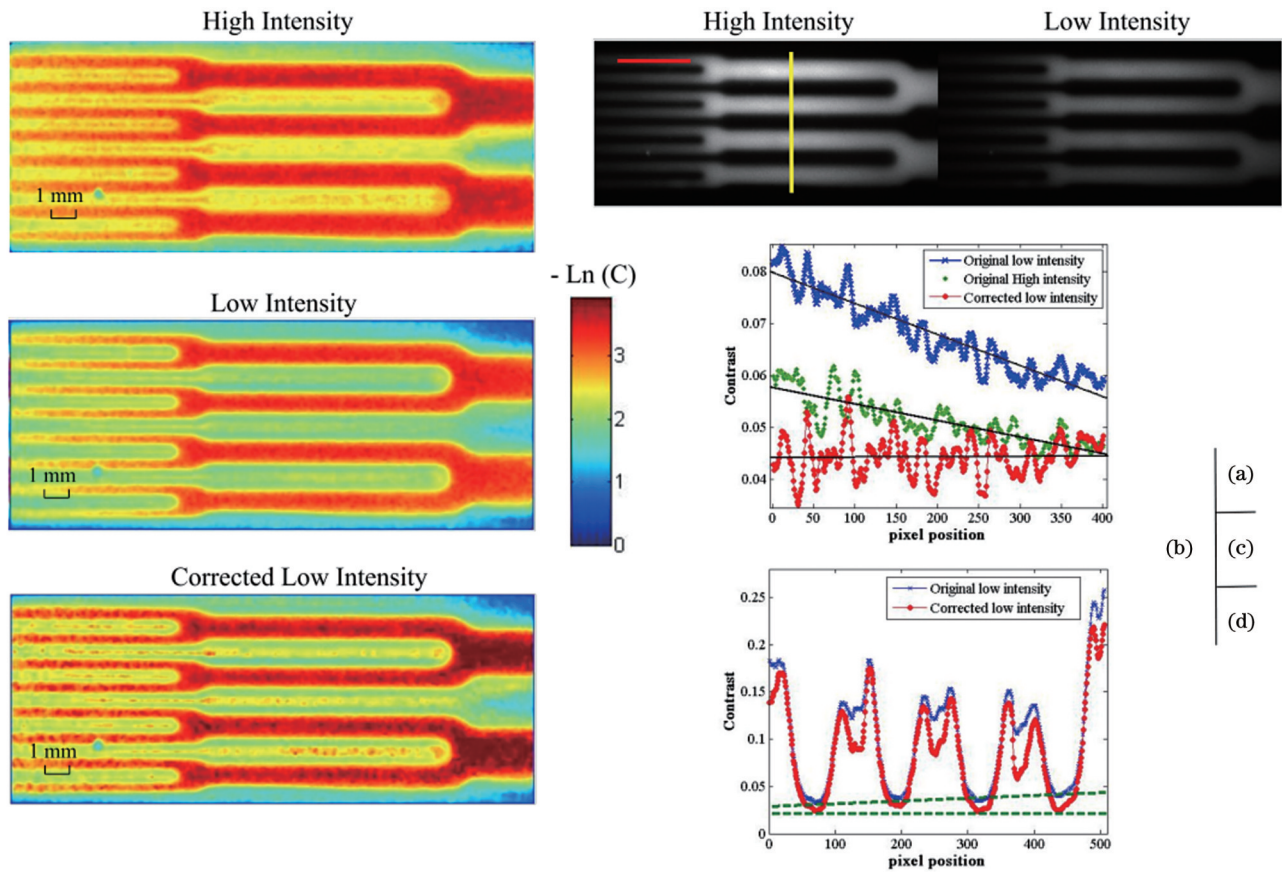 High Intensity
1 mm
Low Intensity
1 mm
Corrected Low Intensity
1 mm
- Ln (C)
3
2
1
0
High Intensity
Low Intensity
Original low intensity
Original High intensity
Corrected low intensity
0.08
0.07
0.06
0.05
0.04
Contrast
0
50
100
150
200
250
300
350
400
pixel position
Original low intensity
Corrected low intensity
0.25
0.2
0.15
0.1
0.05
0
Contrast
0
100
200
300
400
500
pixel position
(b)
(a)
(c)
(d)